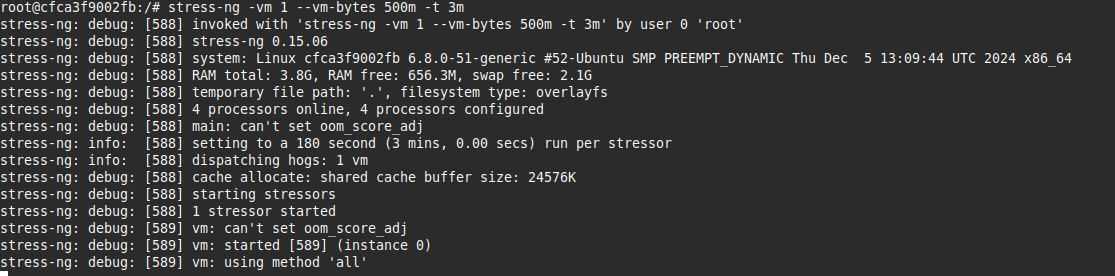 root@cfca3f9002fb:/# stress-ng -vm 1 --vm-bytes 500m -t 3m
stress-ng: debug: [588] invoked with 'stress-ng -vm 1 --vm-bytes 500m -t 3m' by user 0 'root'
stress-ng: debug: [588] stress-ng 0.15.06
stress-ng: debug: [588] system: Linux cfca3f9002fb 6.8.0-51-generic #52-Ubuntu SMP PREEMPT_DYNAMIC Thu Dec  5 13:09:44 UTC 2024 x86_64
stress-ng: debug: [588] RAM total: 3.8G, RAM free: 656.3M, swap free: 2.1G
stress-ng: debug: [588] temporary file path: '.', filesystem type: overlayfs
stress-ng: debug: [588] 4 processors online, 4 processors configured
stress-ng: debug: [588] main: can't set oom_score_adj
stress-ng: info:  [588] setting to a 180 second (3 mins, 0.00 secs) run per stressor
stress-ng: info:  [588] dispatching hogs: 1 vm
stress-ng: debug: [588] cache allocate: shared cache buffer size: 24576K
stress-ng: debug: [588] starting stressors
stress-ng: debug: [588] 1 stressor started
stress-ng: debug: [589] vm: can't set oom_score_adj
stress-ng: debug: [589] vm: started [589] (instance 0)
stress-ng: debug: [589] vm: using method 'all'